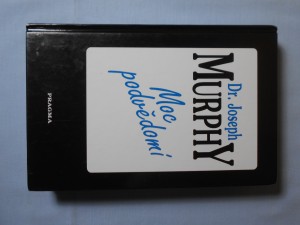 Dr. Joseph
MURPHY
Moc
podvědomí
PRAGMA